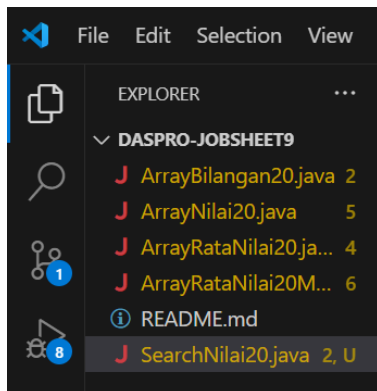 File Edit Selection View
EXPLORER ...
DASPRO-JOBSHEET9
J ArrayBilangan20.java 2
J ArrayNilai20.java 5
J ArrayRataNilai20.ja... 4
J ArrayRataNilai20M... 6
README.md
J SearchNilai20.java 2, U
1
8